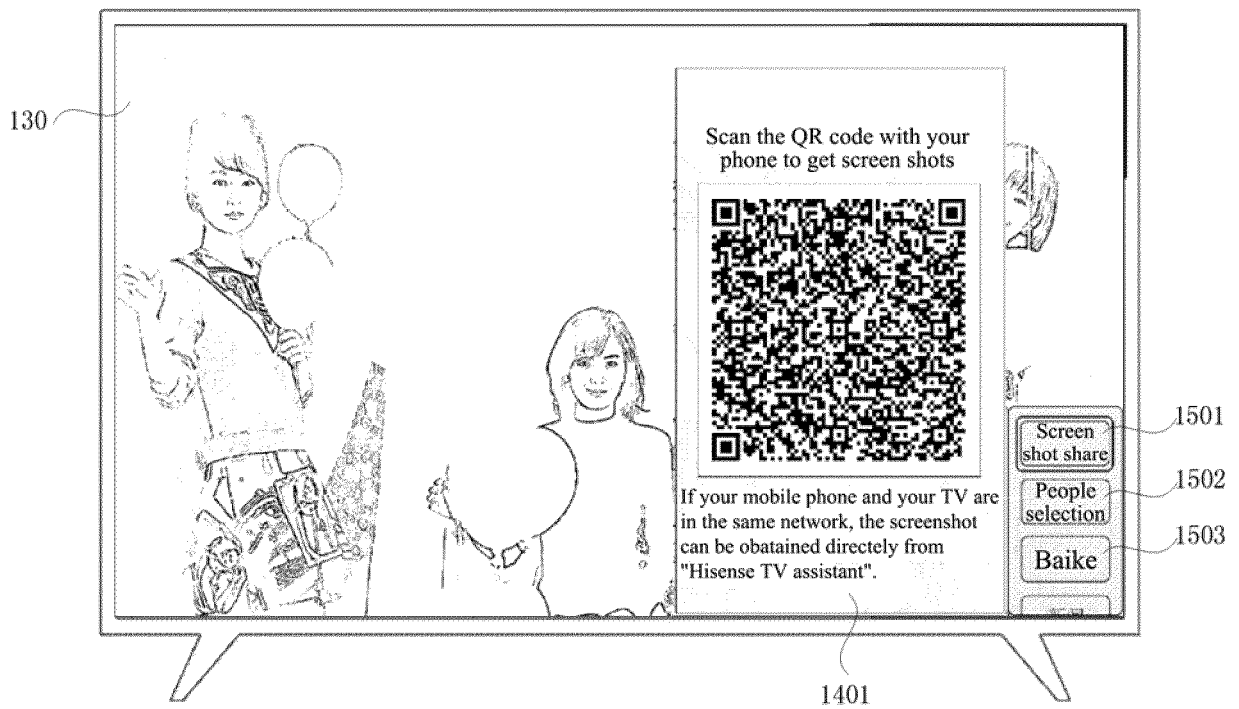 130
Scan the QR code with your
phone to get screen shots
If your mobile phone and your TV are
in the same network, the screenshot
can be obatained directely from
"Hisense TV assistant".
Screen
shot share
People
selection
Baike
1501
1502
1503
1401